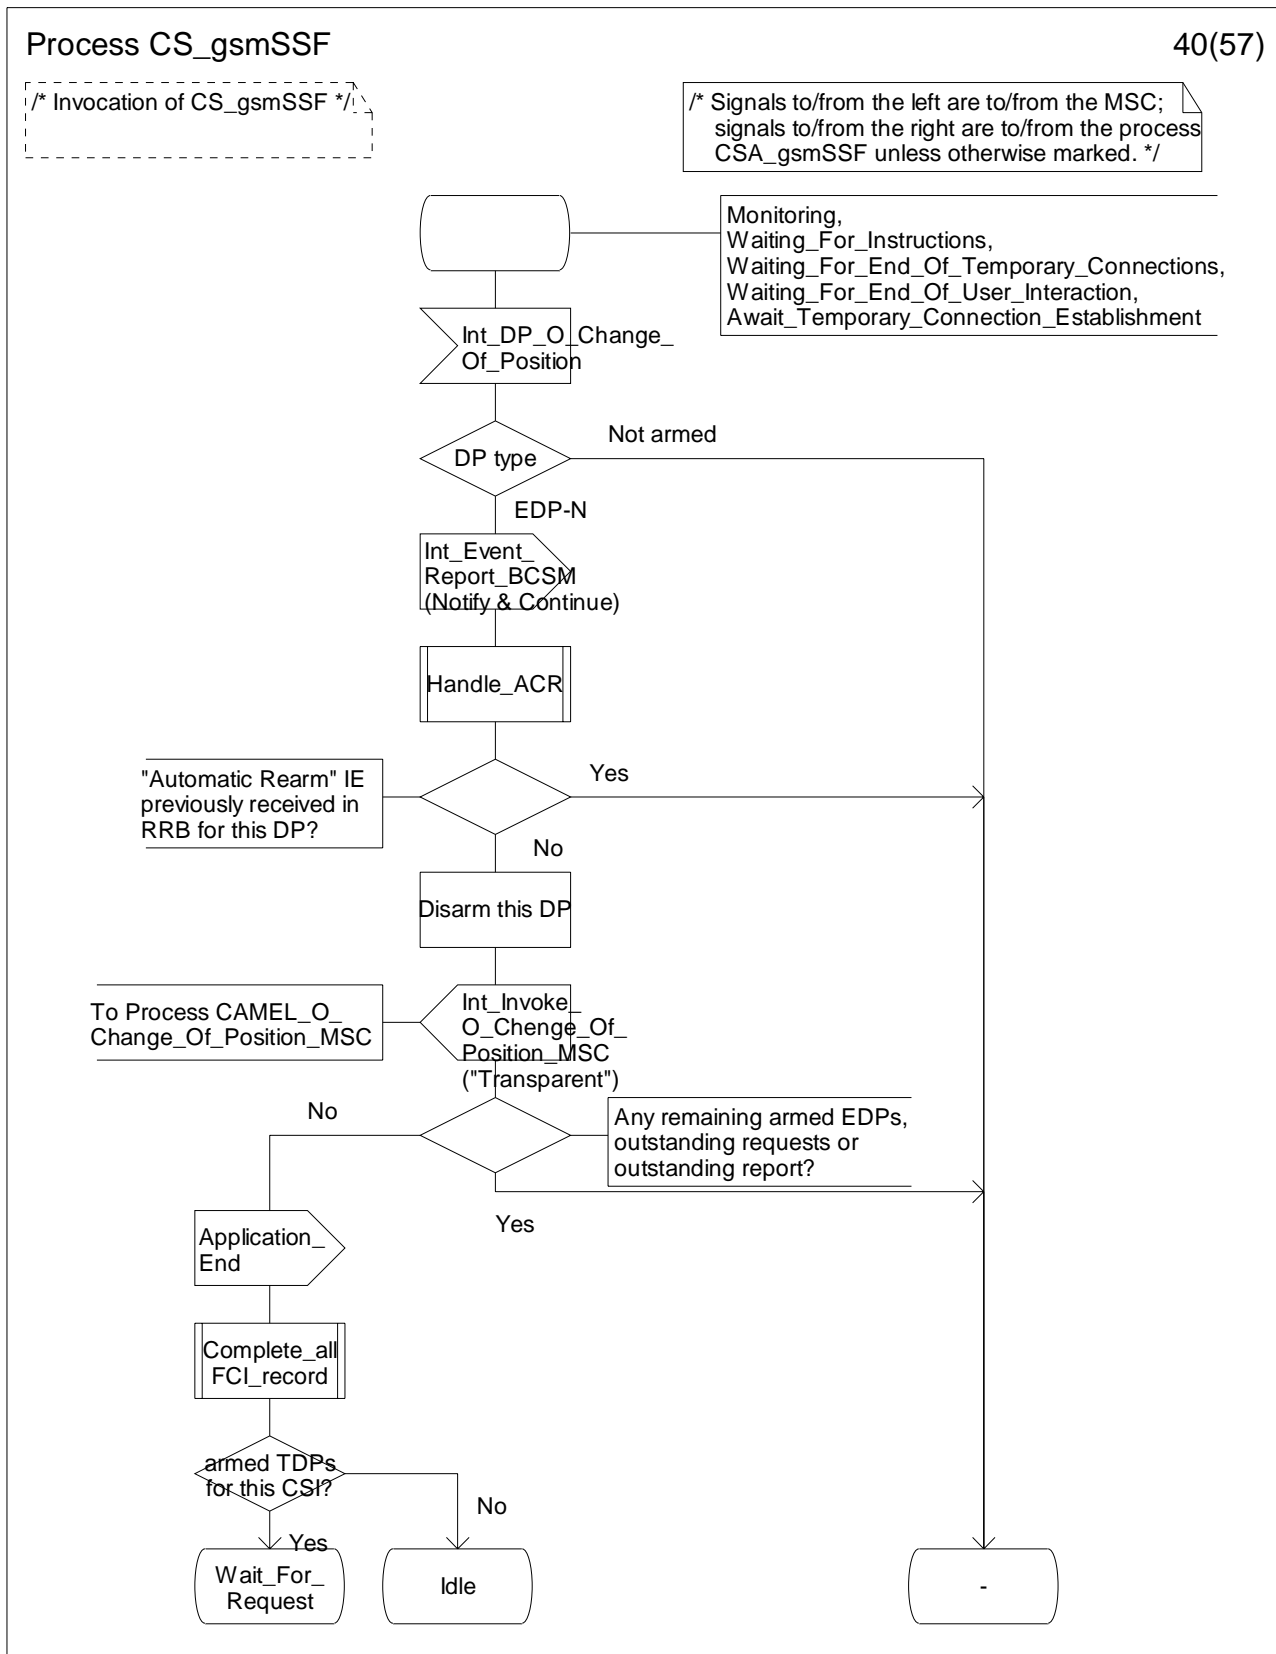 Process CS_gsmSSF
40(57)
/* Invocation of CS_gsmSSF */
/* Signals to/from the left are to/from the MSC;
signals to/from the right are to/from the process
CSA_gsmSSF unless otherwise marked. */
Monitoring,
Waiting_For_Instructions,
Waiting_For_End_Of_Temporary_Connections,
Waiting_For_End_Of_User_Interaction,
Await_Temporary_Connection_Establishment
Int_DP_O_Change_
Of_Position
DP type
Not armed
EDP-N
Int_Event_
Report_BCSM
(Notify & Continue)
Handle_ACR
"Automatic Rearm" IE
previously received in
RRB for this DP?
Yes
No
Disarm this DP
To Process CAMEL_O_
Change_Of_Position_MSC
Int_Invoke_
O_Chenge_Of_
Position_MSC
("Transparent")
No
Any remaining armed EDPs,
outstanding requests or
outstanding report?
Yes
Application_
End
Complete_all
FCI_record
armed TDPs
for this CSI?
No
Yes
Wait_For_
Request
Idle
-